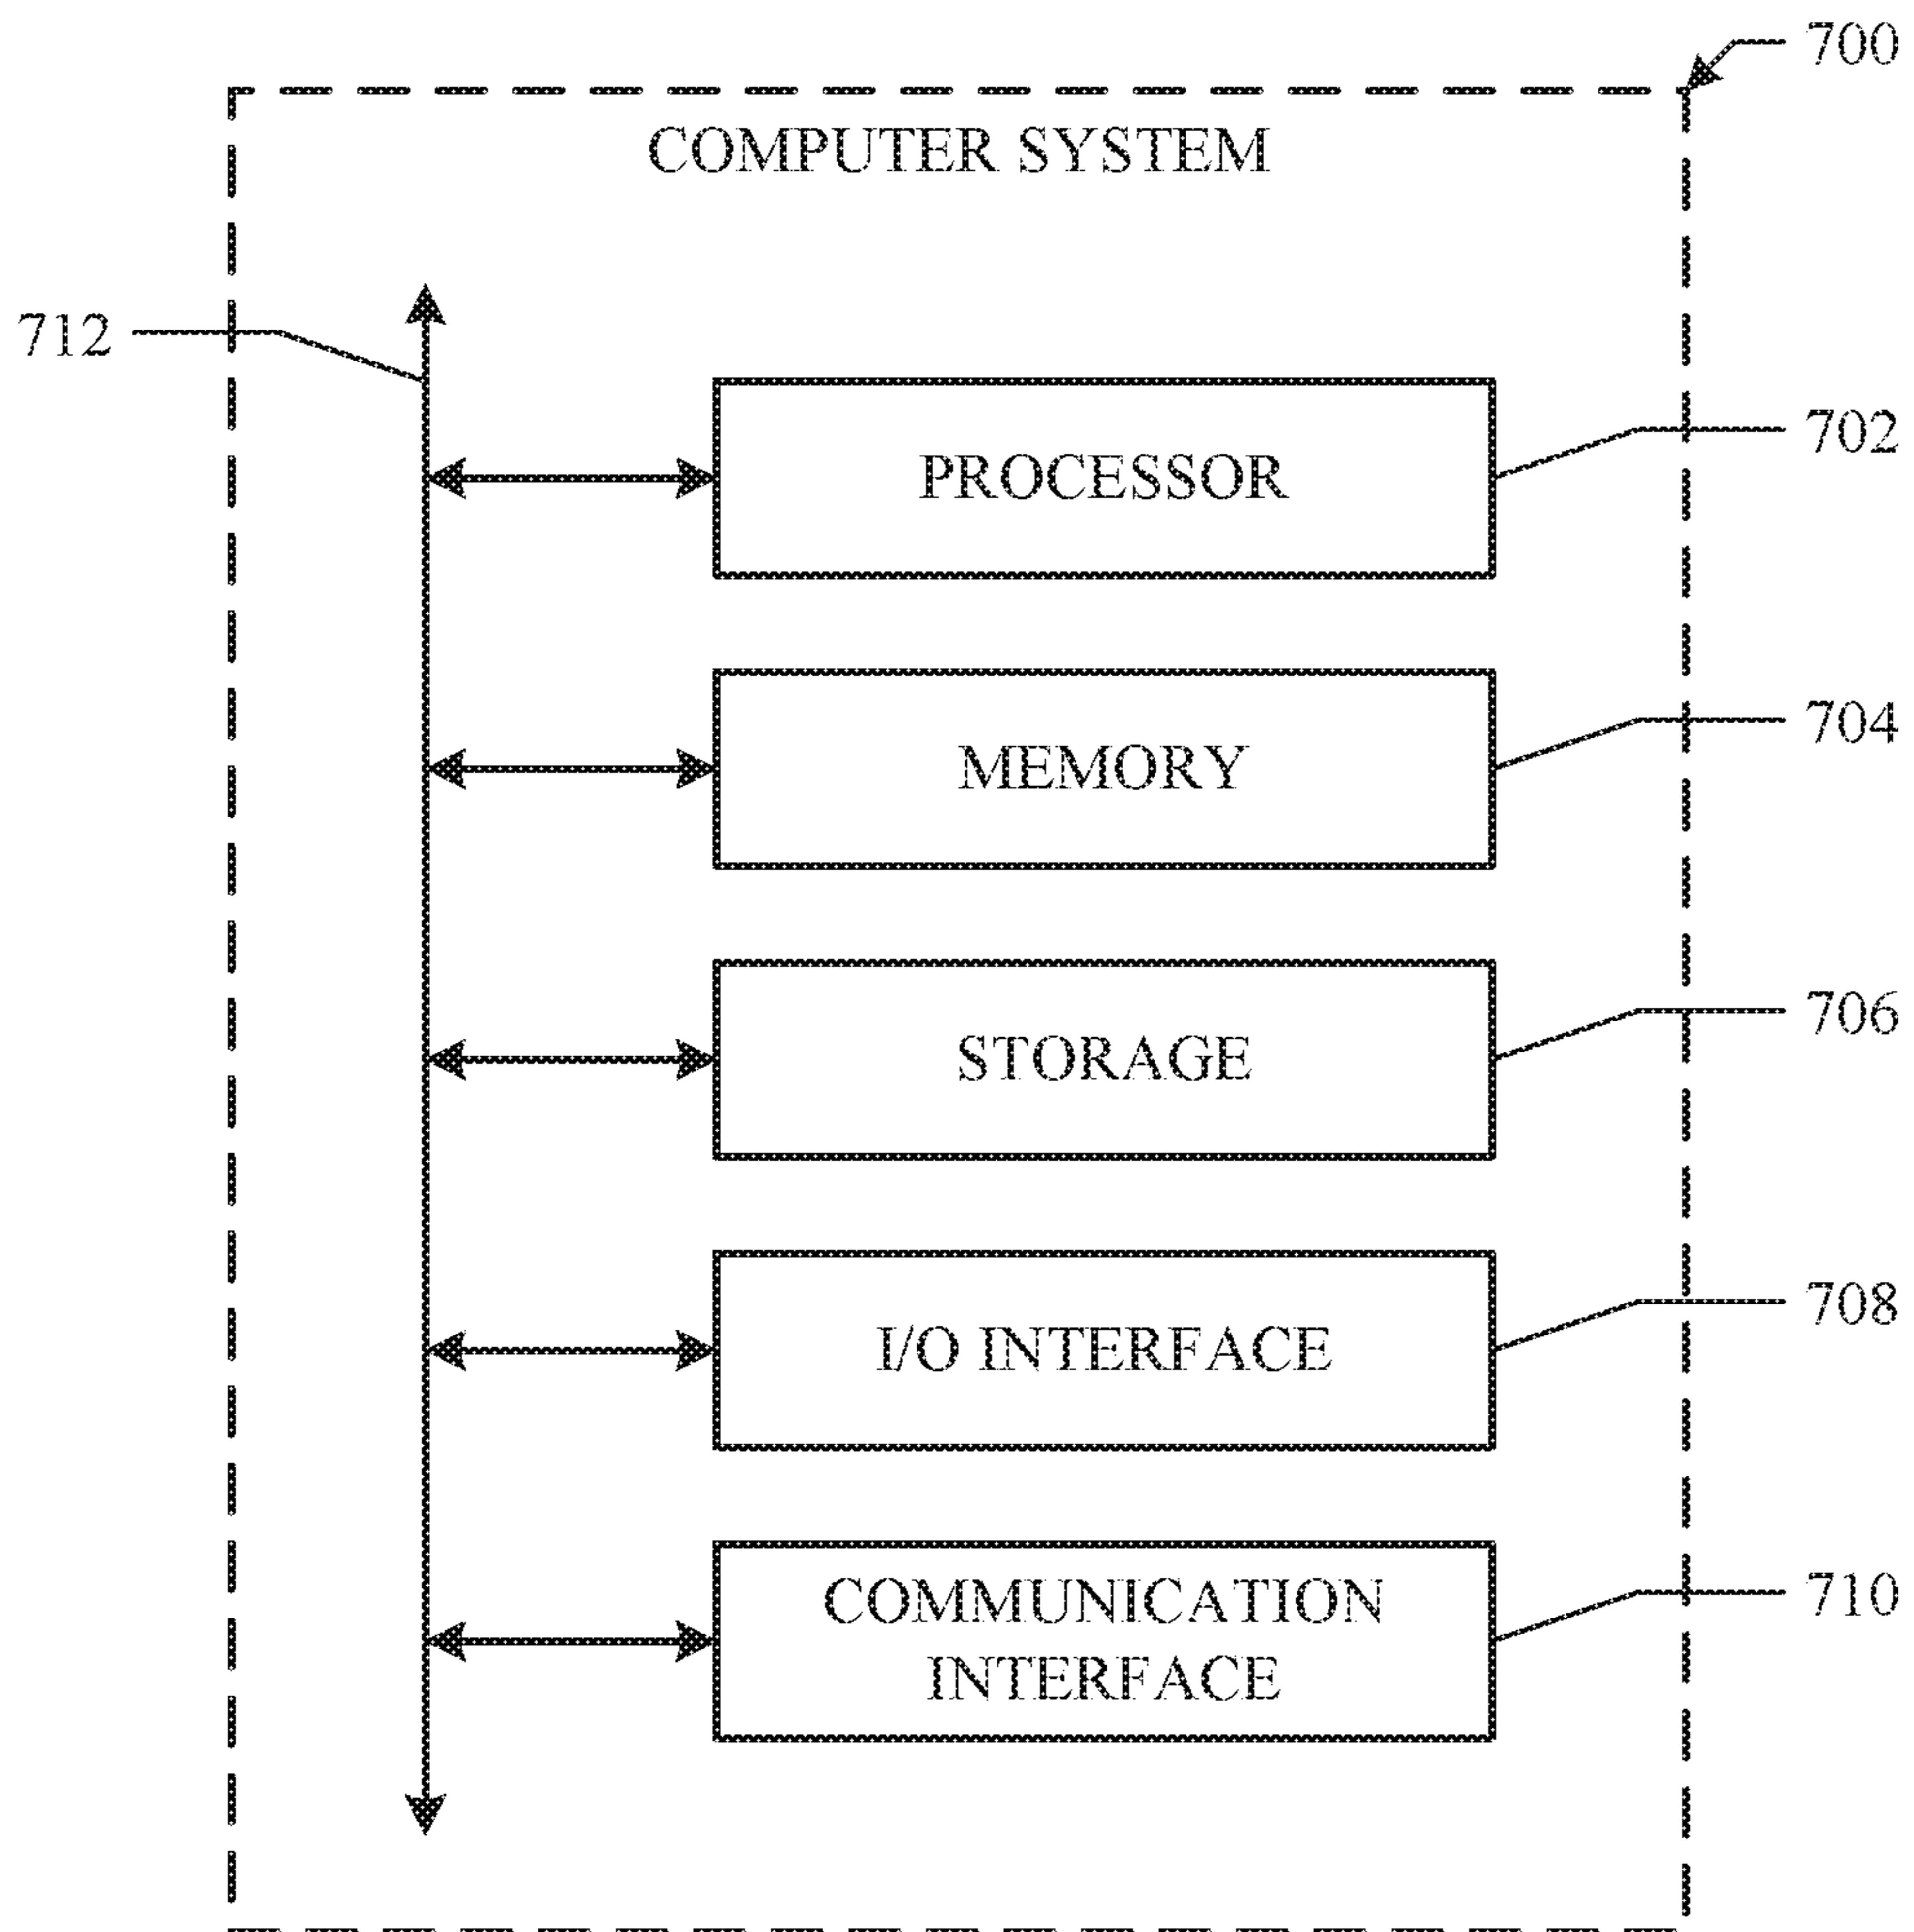 700
COMPUTER SYSTEM
712
PROCESSOR
702
MEMORY
704
STORAGE
706
I/O INTERFACE
708
COMMUNICATION
INTERFACE
710